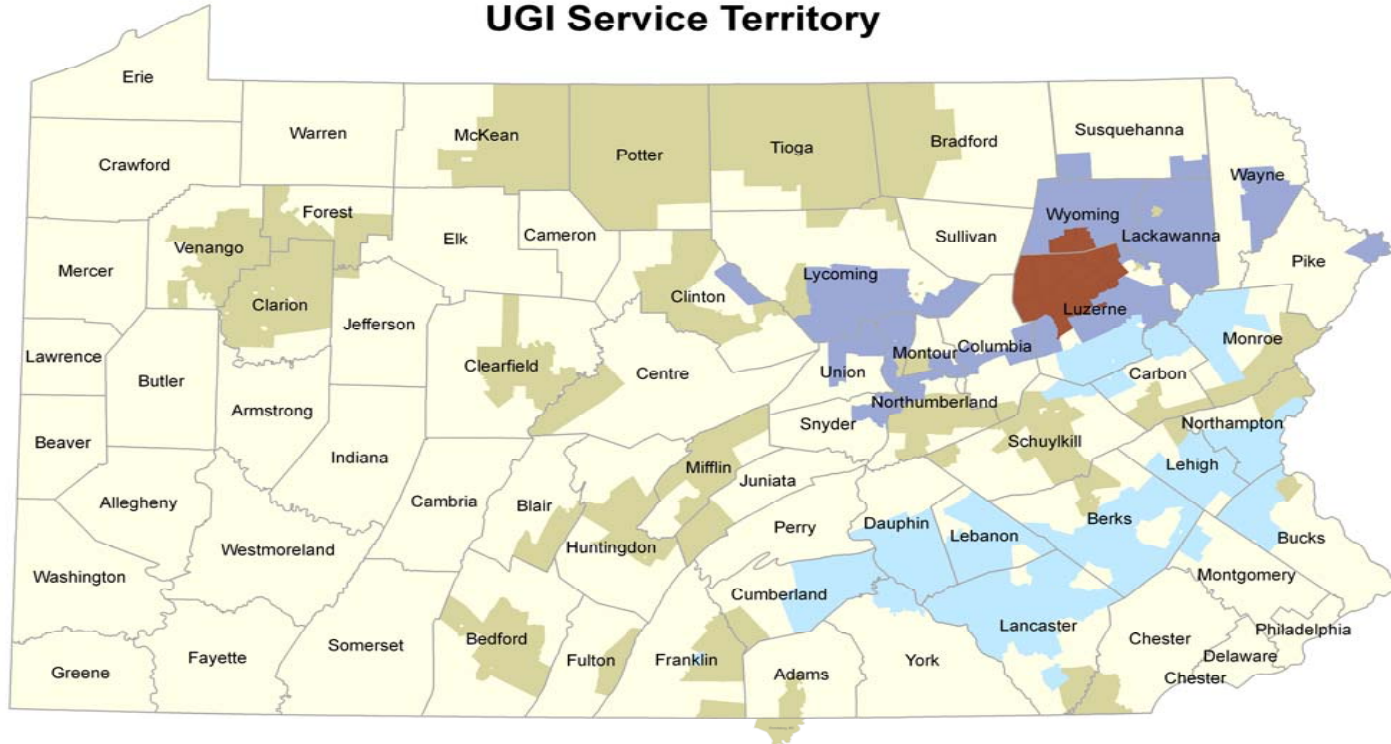 UGI Service Territory
Erie
Warren
McKean
Potter
Tioga
Bradford
Susquehanna
Crawford
Wayne
Forest
Wyoming
Venango
Elk
Cameron
Sullivan
Lackawanna
Mercer
Pike
Lycoming
Clinton
Clarion
Luzerne
Jefferson
Monroe
Lawrence
Columbia
Montour
Clearfield
Centre
Union
Carbon
Butler
Northumberland
Armstrong
Snyder
Northampton
Beaver
Schuylkill
Indiana
Lehigh
Mifflin
Juniata
Cambria
Allegheny
Blair
Berks
Dauphin
Perry
Lebanon
Bucks
Westmoreland
Huntingdon
Washington
Montgomery
Cumberland
Lancaster
Philadelphia
Bedford
Chester
Somerset
Fayette
Fulton
Franklin
York
Delaware
Greene
Adams
Chester